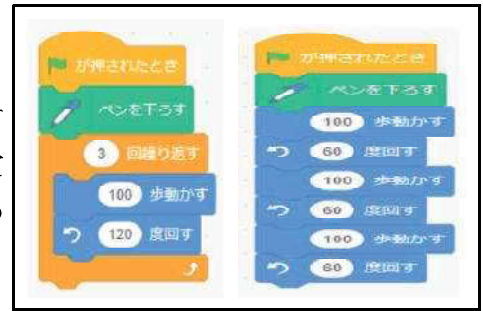 が押されたとき
ペンを下ろす
3 回繰り返す
100 歩動かす
120 度回す
が押されたとき
ペンを下ろす
100 歩動かす
60 度回す
100 歩動かす
60 度回す
100 歩動かす
60 度回す